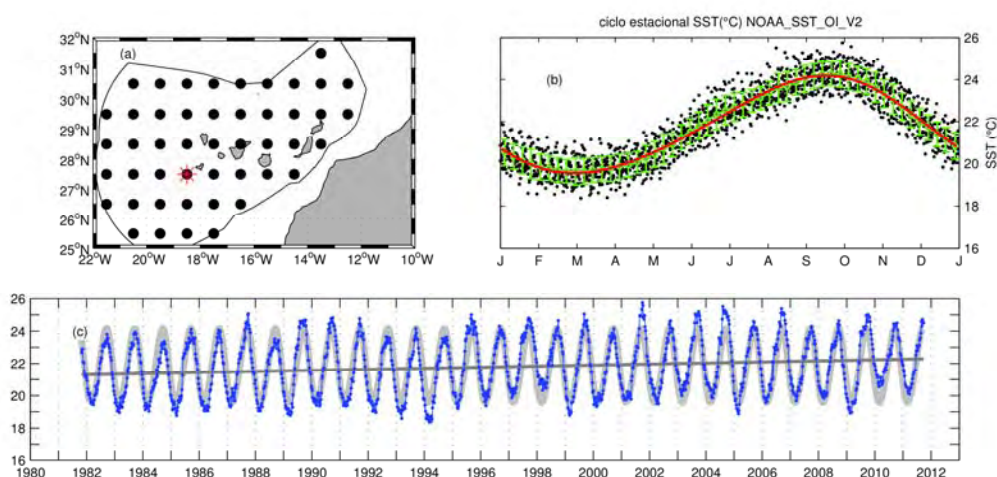 ciclo estacional SST(°C) NOAA_SST_OI_V2
32°N
31°N
30°N
29°N
28°N
27°N
26°N
25°N
(a)
22°W 20°W 18°W 16°W 14°W 12°W 10°W
(b)
26
24
22
20
18
16
SST (°C)
J F M A M J J A S O N D J
26
24
22
20
18
16
(c)
1980 1982 1984 1986 1988 1990 1992 1994 1996 1998 2000 2002 2004 2006 2008 2010 2012